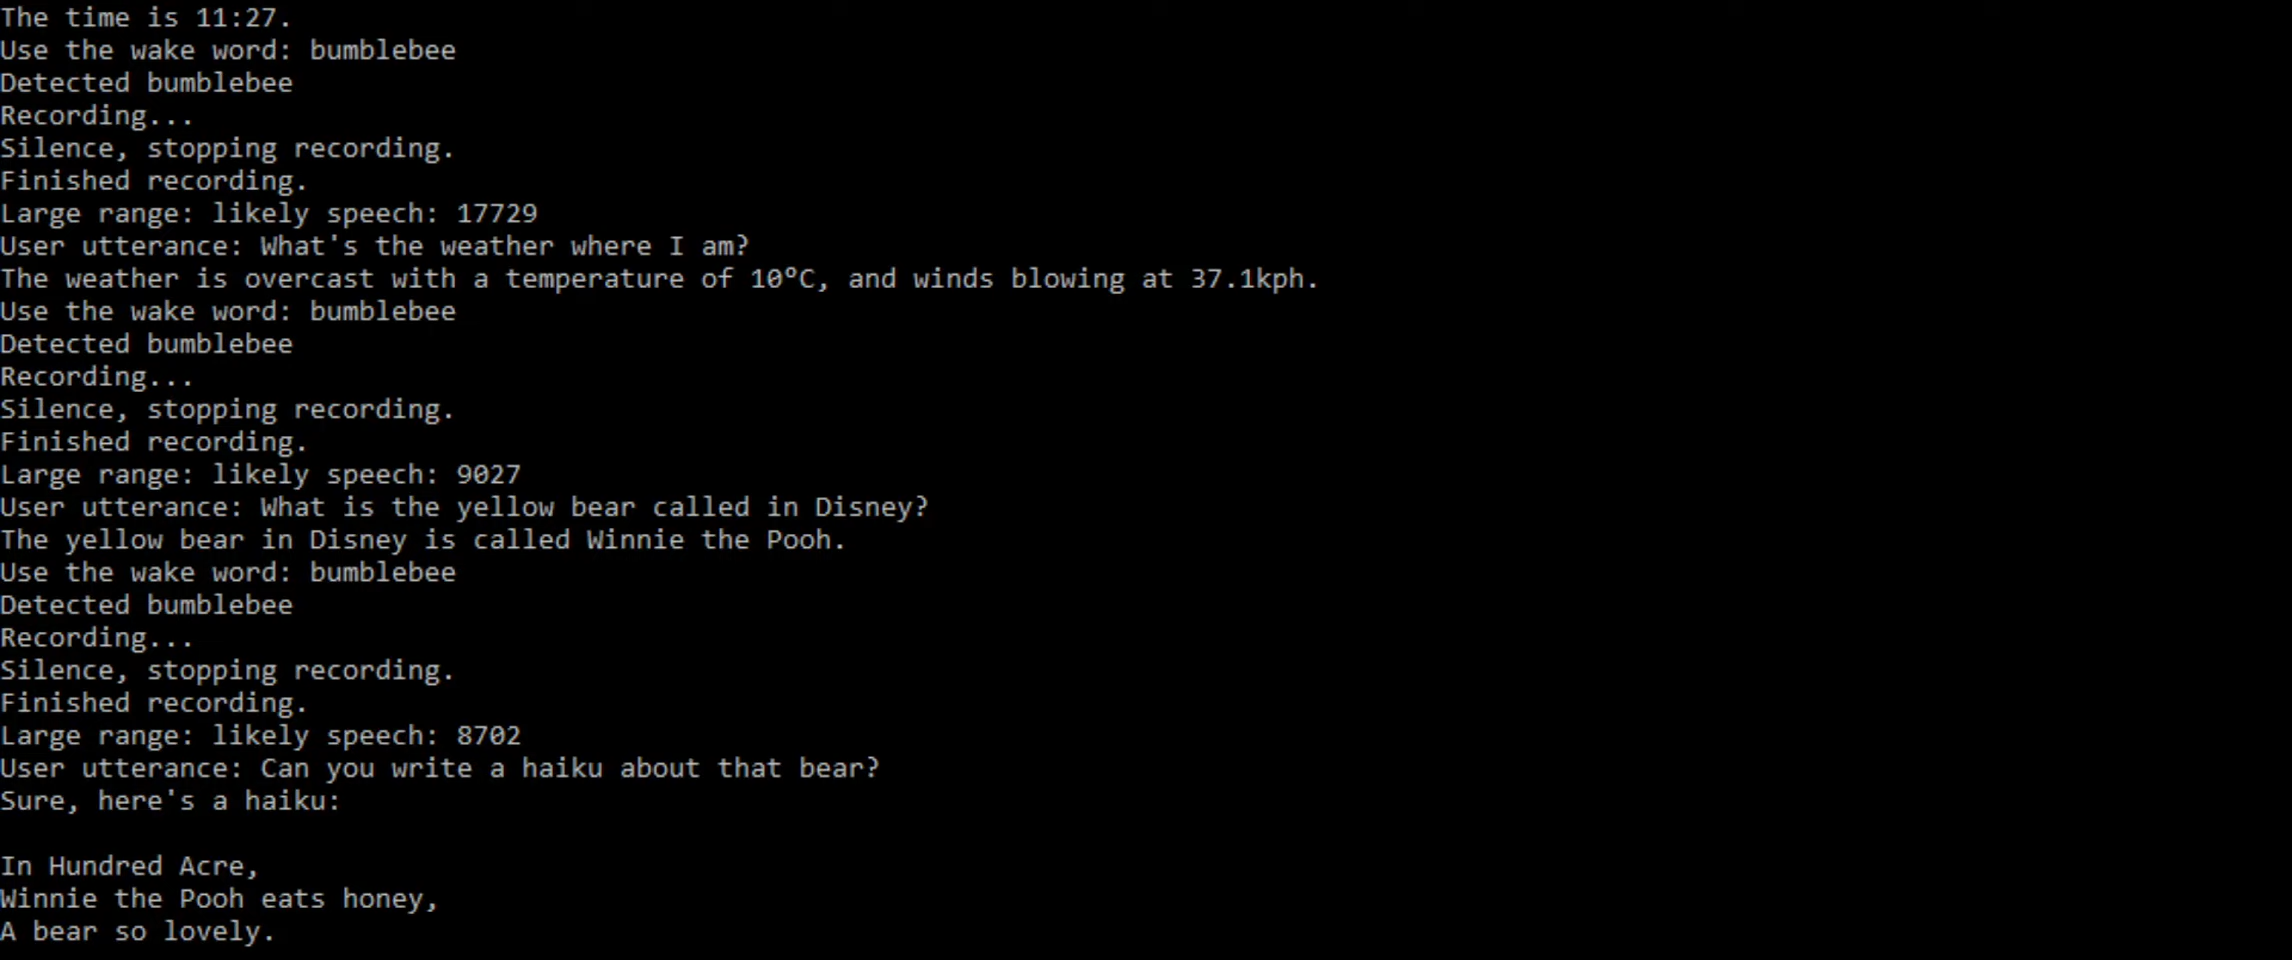 The time is 11:27.
Use the wake word: bumblebee
Detected bumblebee
Recording...
Silence, stopping recording.
Finished recording.
Large range: likely speech: 17729
User utterance: What's the weather where I am?
The weather is overcast with a temperature of 10ºC, and winds blowing at 37.1kph.
Use the wake word: bumblebee
Detected bumblebee
Recording...
Silence, stopping recording.
Finished recording.
Large range: likely speech: 9027
User utterance: What is the yellow bear called in Disney?
The yellow bear in Disney is called Winnie the Pooh.
Use the wake word: bumblebee
Detected bumblebee
Recording...
Silence, stopping recording.
Finished recording.
Large range: likely speech: 8702
User utterance: Can you write a haiku about that bear?
Sure, here's a haiku:

In Hundred Acre,
Winnie the Pooh eats honey,
A bear so lovely.